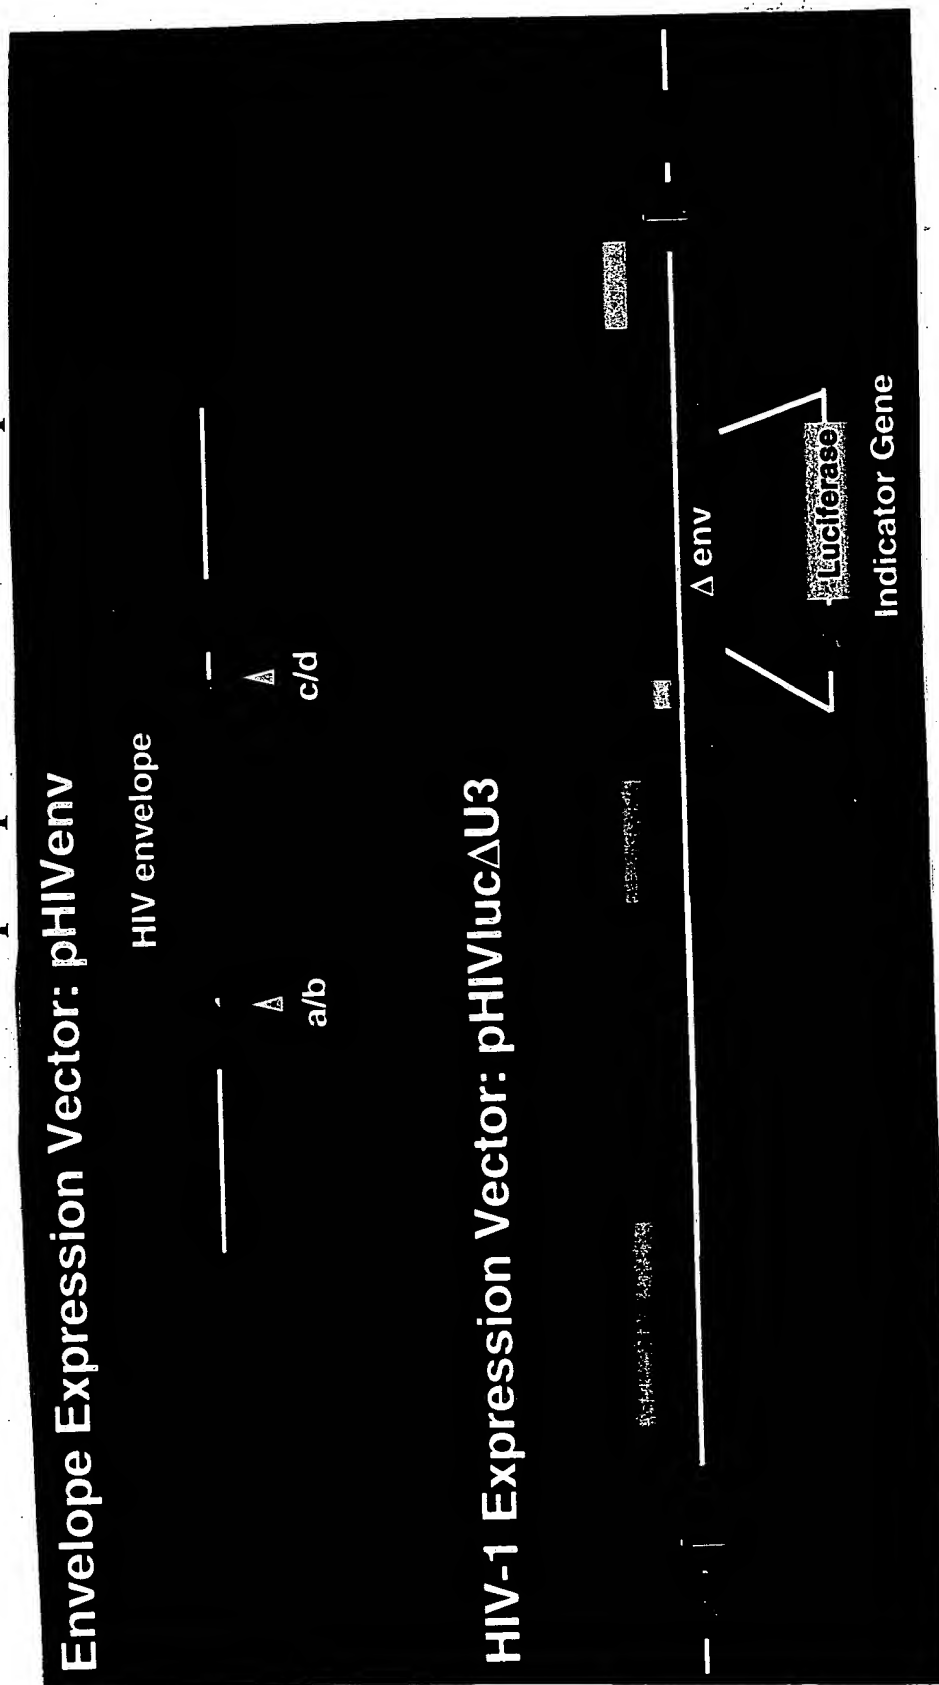 Envelope Expression Vector: pHIVenv
HIV envelope
a/b
c/d
HIV-1 Expression Vector: pHIVlucΔU3
Δ env
Luciferase
Indicator Gene